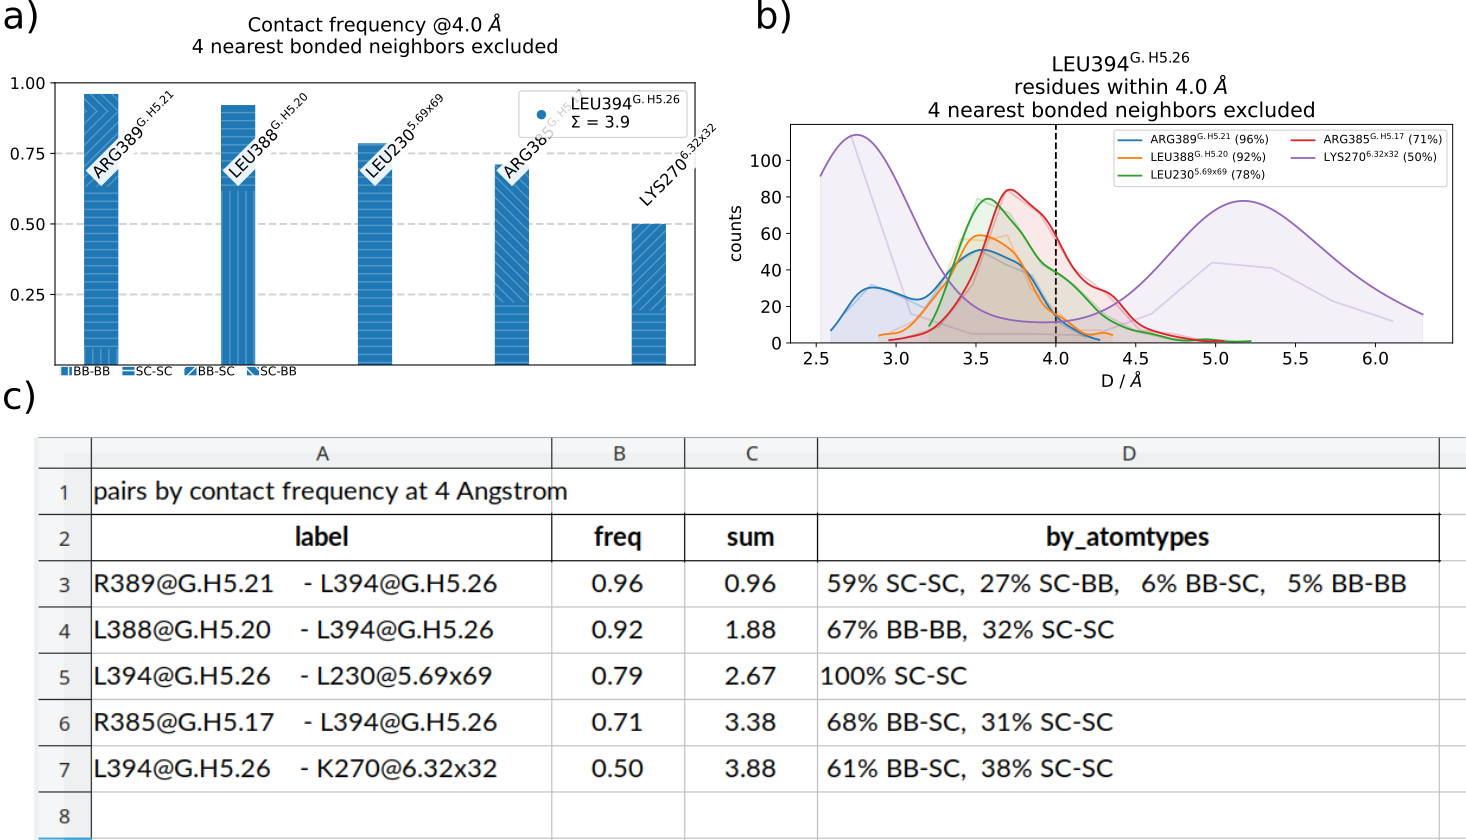 a)
Contact frequency @4.0 Å
4 nearest bonded neighbors excluded
1.00
0.75
0.50
0.25
ARG389G.H5.21
LEU388G.H5.20
LEU2305.69x69
ARG385G.H5.17
LYS2706.32x32
LEU394G.H5.26
Σ = 3.9
BB-BB SC-SC BB-SC SC-BB
b)
LEU394G.H5.26
residues within 4.0 Å
4 nearest bonded neighbors excluded
ARG389G.H5.21 (96%)
LEU388G.H5.20 (92%)
LEU2305.69x69 (78%)
ARG385G.H5.17 (71%)
LYS2706.32x32 (50%)
counts
100
80
60
40
20
0
2.5 3.0 3.5 4.0 4.5 5.0 5.5 6.0
D / Å
c)
A B C D
1 pairs by contact frequency at 4 Angstrom
2 label freq sum by_atomtypes
3 R389@G.H5.21 - L394@G.H5.26 0.96 0.96 59% SC-SC, 27% SC-BB, 6% BB-SC, 5% BB-BB
4 L388@G.H5.20 - L394@G.H5.26 0.92 1.88 67% BB-BB, 32% SC-SC
5 L394@G.H5.26 - L230@5.69x69 0.79 2.67 100% SC-SC
6 R385@G.H5.17 - L394@G.H5.26 0.71 3.38 68% BB-SC, 31% SC-SC
7 L394@G.H5.26 - K270@6.32x32 0.50 3.88 61% BB-SC, 38% SC-SC
8